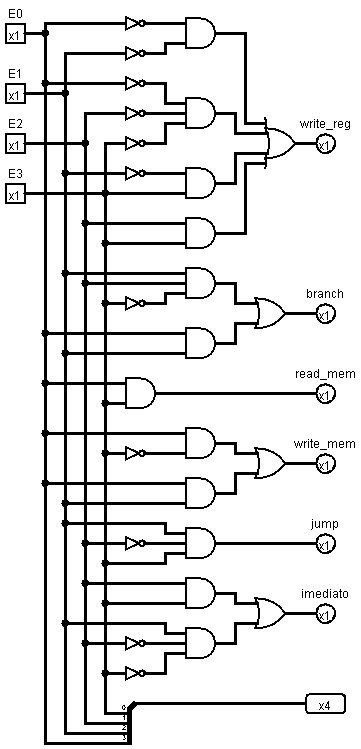 E0
x1
E1
x1
E2
x1
E3
x1
write_reg
x1
branch
x1
read_mem
x1
write_mem
x1
jump
x1
imediato
x1
0
1
2
3
x4